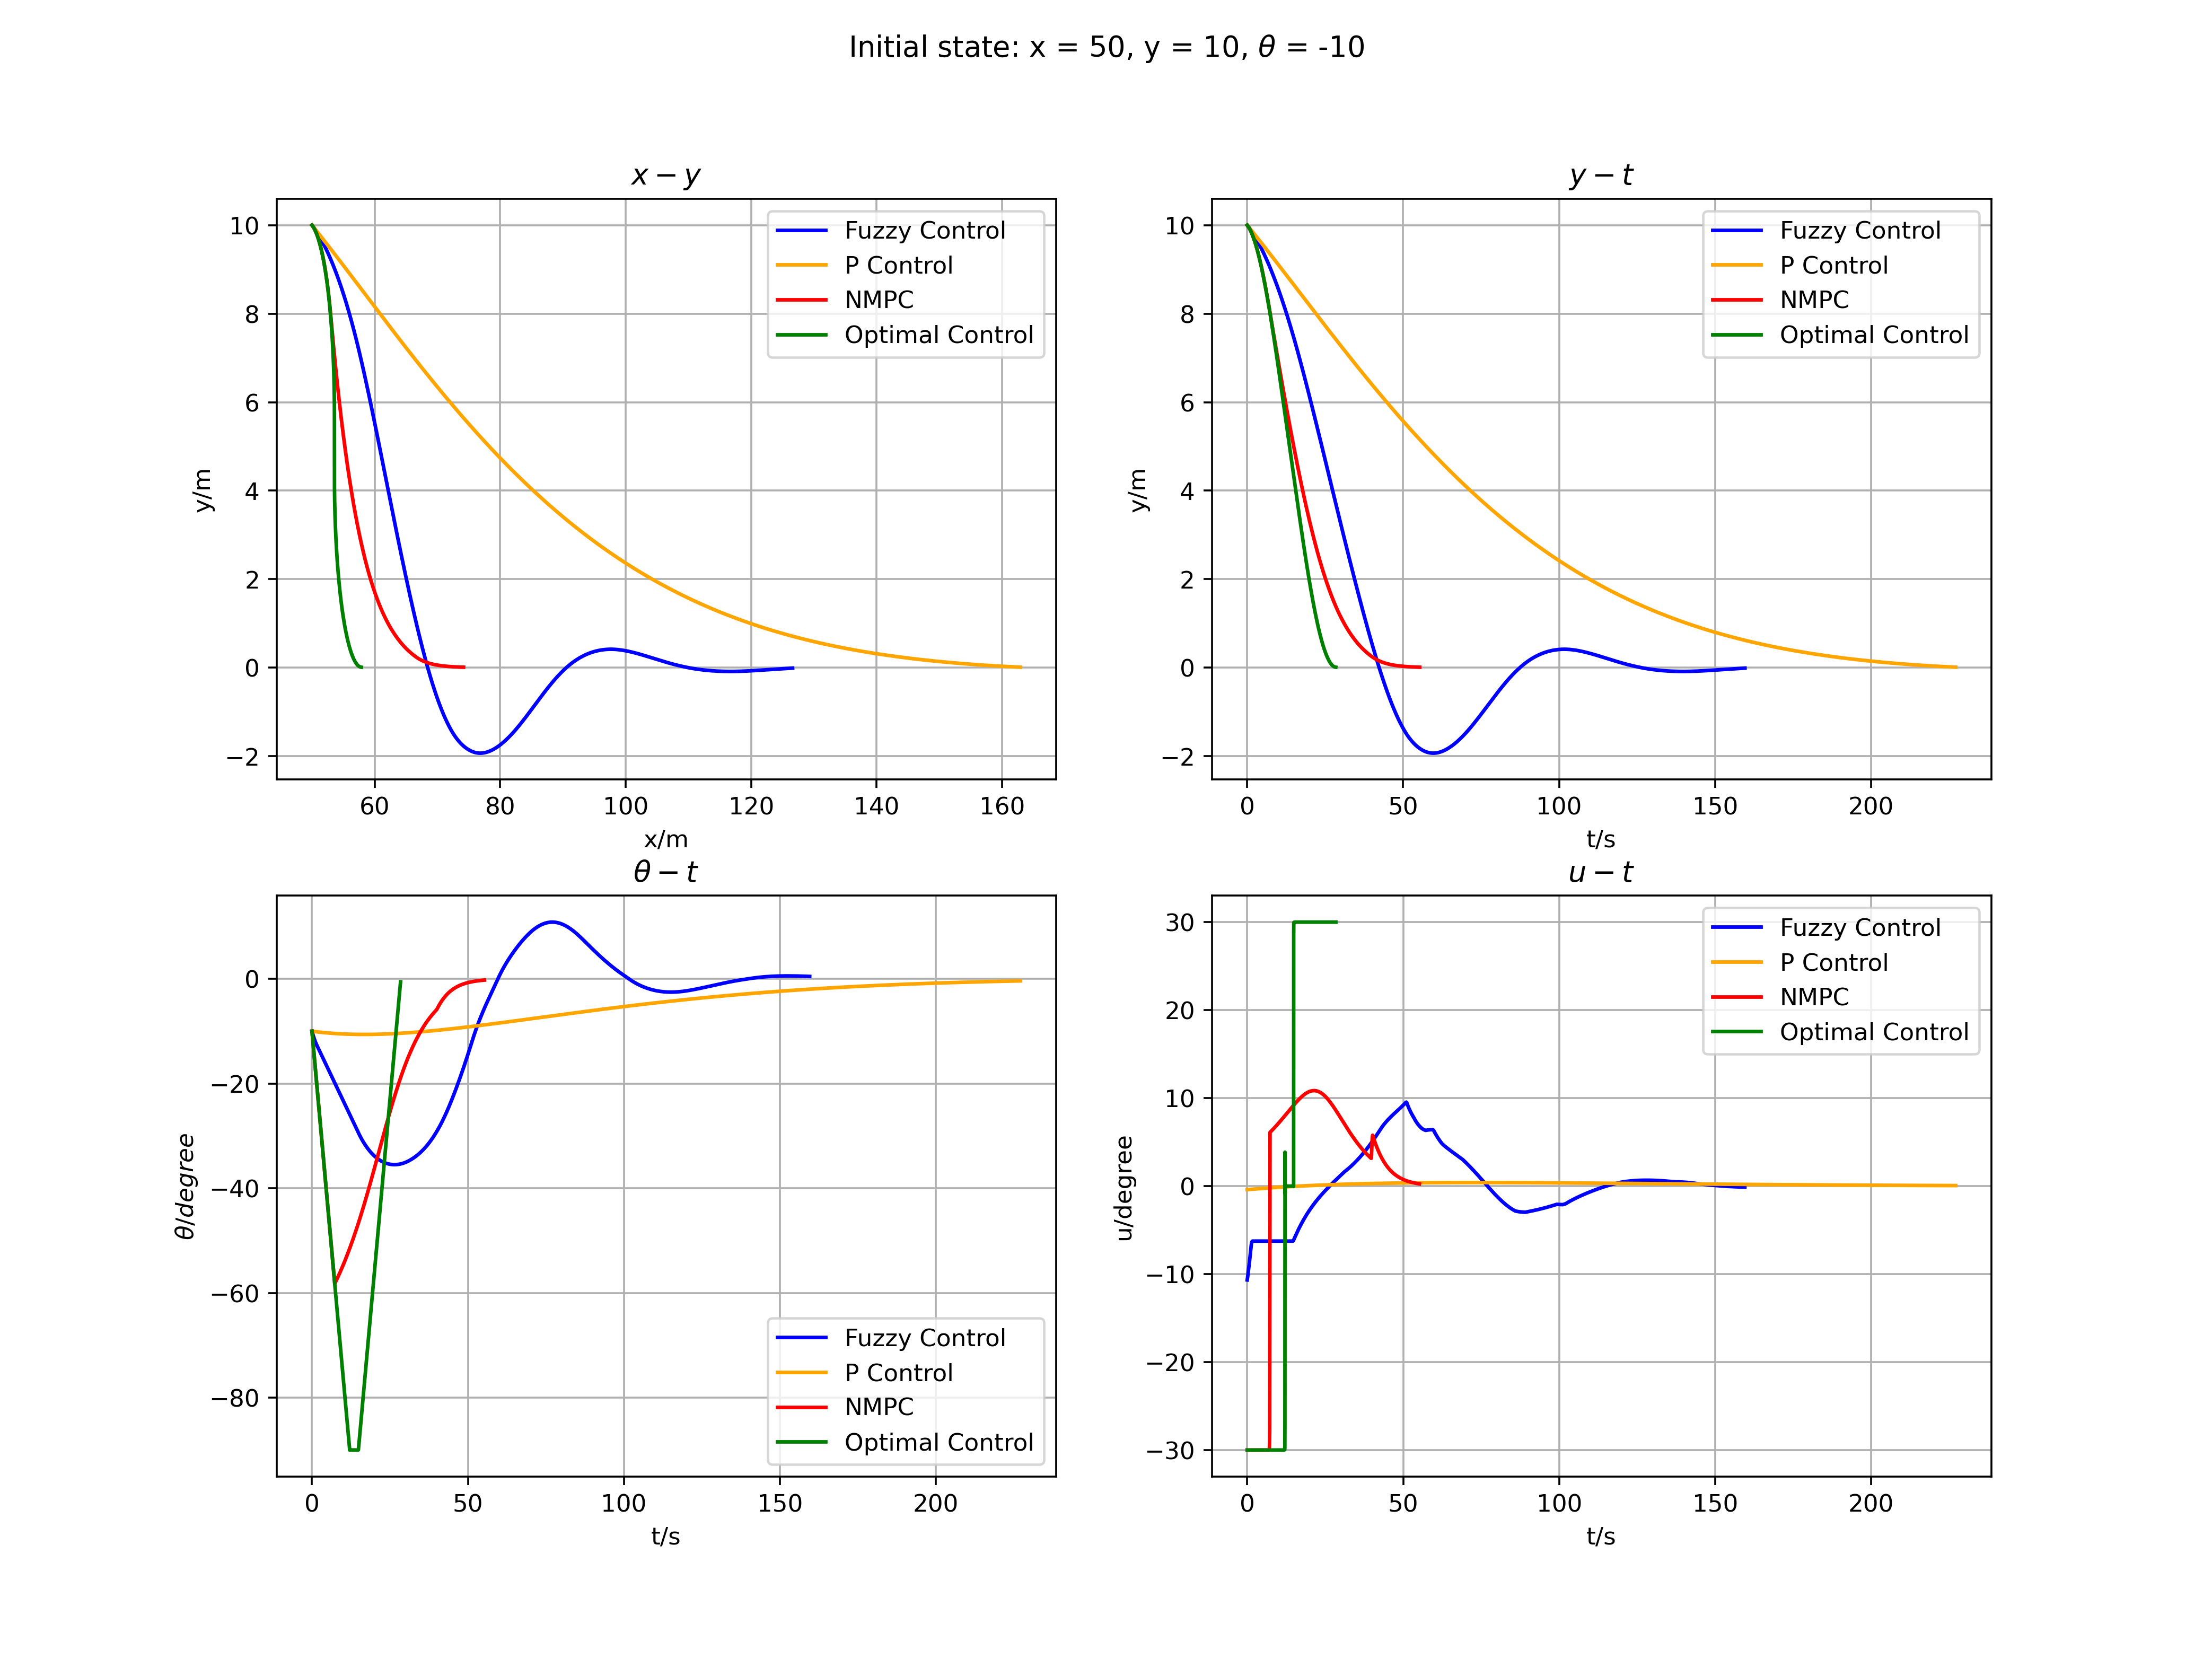 Initial state: x = 50, y = 10, θ = -10
x − y
10
8
6
4
2
0
−2
y/m
60
80
100
120
140
160
x/m
Fuzzy Control
P Control
NMPC
Optimal Control
y − t
10
8
6
4
2
0
−2
y/m
0
50
100
150
200
t/s
Fuzzy Control
P Control
NMPC
Optimal Control
θ − t
0
−20
−40
−60
−80
θ/degree
0
50
100
150
200
t/s
Fuzzy Control
P Control
NMPC
Optimal Control
u − t
30
20
10
0
−10
−20
−30
u/degree
0
50
100
150
200
t/s
Fuzzy Control
P Control
NMPC
Optimal Control